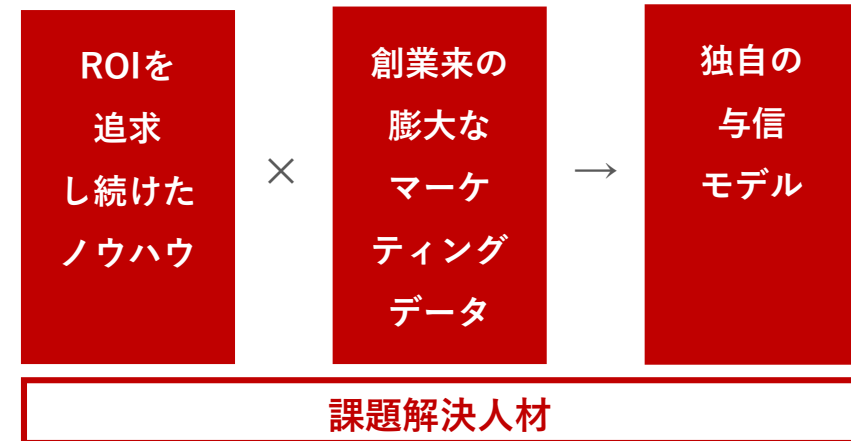 ROIを
追求
し続けた
ノウハウ
×
創業来の
膨大な
マーケ
ティング
データ
→
独自の
与信
モデル
課題解決人材